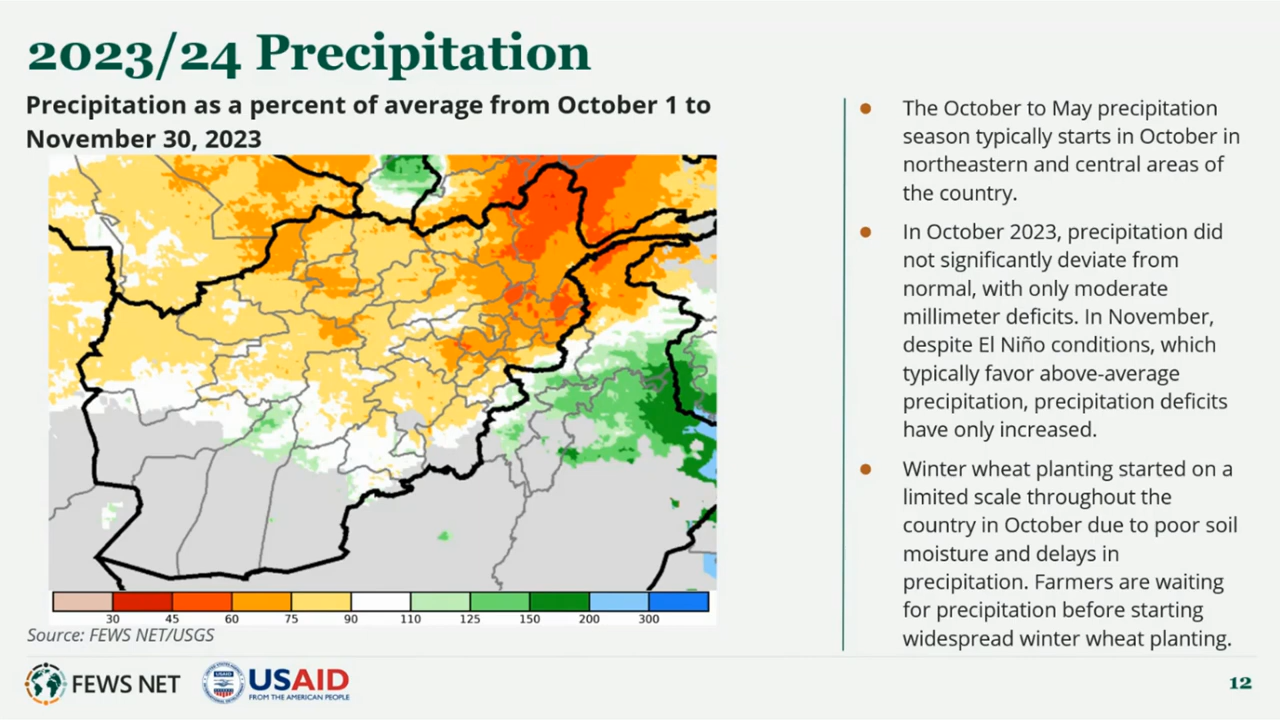 2023/24 Precipitation
Precipitation as a percent of average from October 1 to
November 30, 2023
30 45 60 75 90 110 125 150 200 300
Source: FEWS NET/USGS
● The October to May precipitation
season typically starts in October in
northeastern and central areas of
the country.
● In October 2023, precipitation did
not significantly deviate from
normal, with only moderate
millimeter deficits. In November,
despite El Niño conditions, which
typically favor above-average
precipitation, precipitation deficits
have only increased.
● Winter wheat planting started on a
limited scale throughout the
country in October due to poor soil
moisture and delays in
precipitation. Farmers are waiting
for precipitation before starting
widespread winter wheat planting.
FEWS NET
USAID
USAID
FROM THE AMERICAN PEOPLE
12